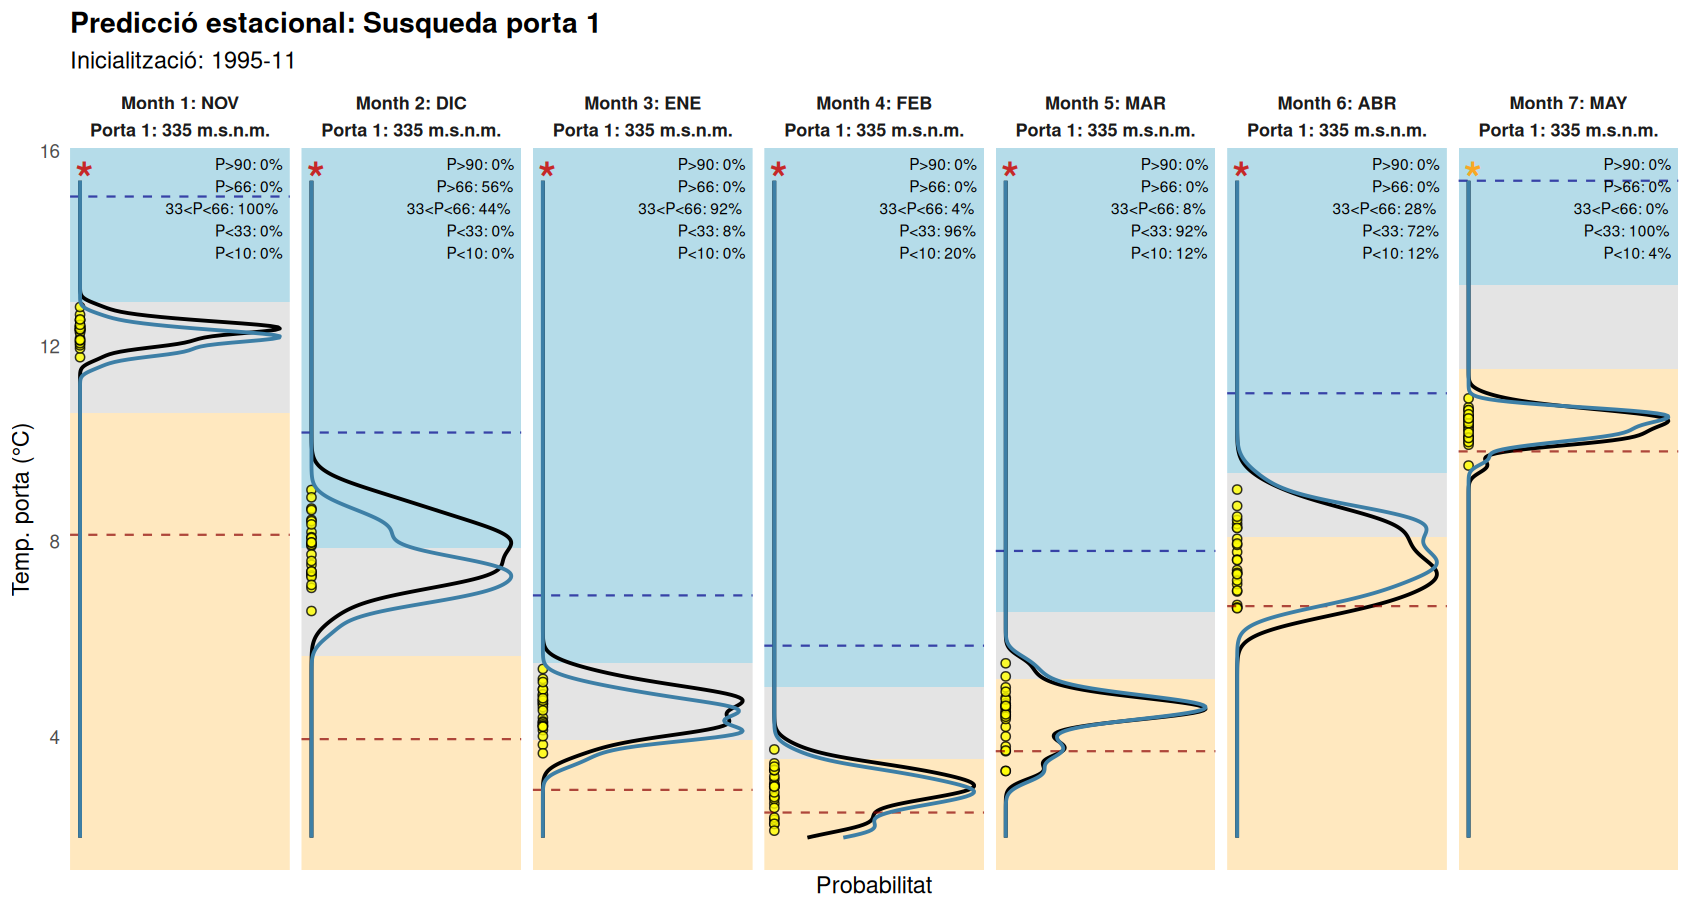 Predicció estacional: Susqueda porta 1
Inicialització: 1995-11
Month 1: NOV
Porta 1: 335 m.s.n.m.
Month 2: DIC
Porta 1: 335 m.s.n.m.
Month 3: ENE
Porta 1: 335 m.s.n.m.
Month 4: FEB
Porta 1: 335 m.s.n.m.
Month 5: MAR
Porta 1: 335 m.s.n.m.
Month 6: ABR
Porta 1: 335 m.s.n.m.
Month 7: MAY
Porta 1: 335 m.s.n.m.
Temp. porta (°C)
16
12
8
4
*
P>90: 0%
P>66: 0%
33<P<66: 100%
P<33: 0%
P<10: 0%
*
P>90: 0%
P>66: 56%
33<P<66: 44%
P<33: 0%
P<10: 0%
*
P>90: 0%
P>66: 0%
33<P<66: 92%
P<33: 8%
P<10: 0%
*
P>90: 0%
P>66: 0%
33<P<66: 4%
P<33: 96%
P<10: 20%
*
P>90: 0%
P>66: 0%
33<P<66: 8%
P<33: 92%
P<10: 12%
*
P>90: 0%
P>66: 0%
33<P<66: 28%
P<33: 72%
P<10: 12%
*
P>90: 0%
P>66: 0%
33<P<66: 0%
P<33: 100%
P<10: 4%
Probabilitat